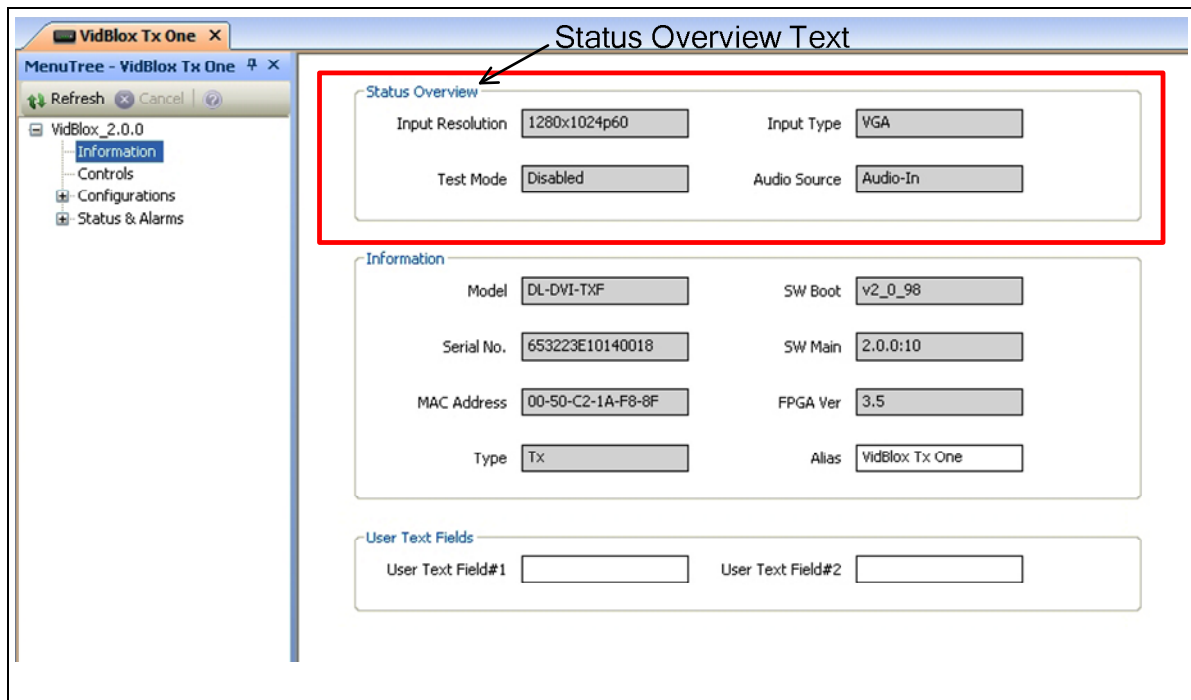 VidBlox Tx One X
Status Overview Text
MenuTree - VidBlox Tx One
Refresh Cancel
VidBlox_2.0.0
Information
Controls
Configurations
Status & Alarms
Status Overview
Input Resolution 1280x1024p60 Input Type VGA
Test Mode Disabled Audio Source Audio-In
Information
Model DL-DVI-TXF SW Boot v2_0_98
Serial No. 653223E10140018 SW Main 2.0.0:10
MAC Address 00-50-C2-1A-F8-8F FPGA Ver 3.5
Type Tx Alias VidBlox Tx One
User Text Fields
User Text Field#1 User Text Field#2